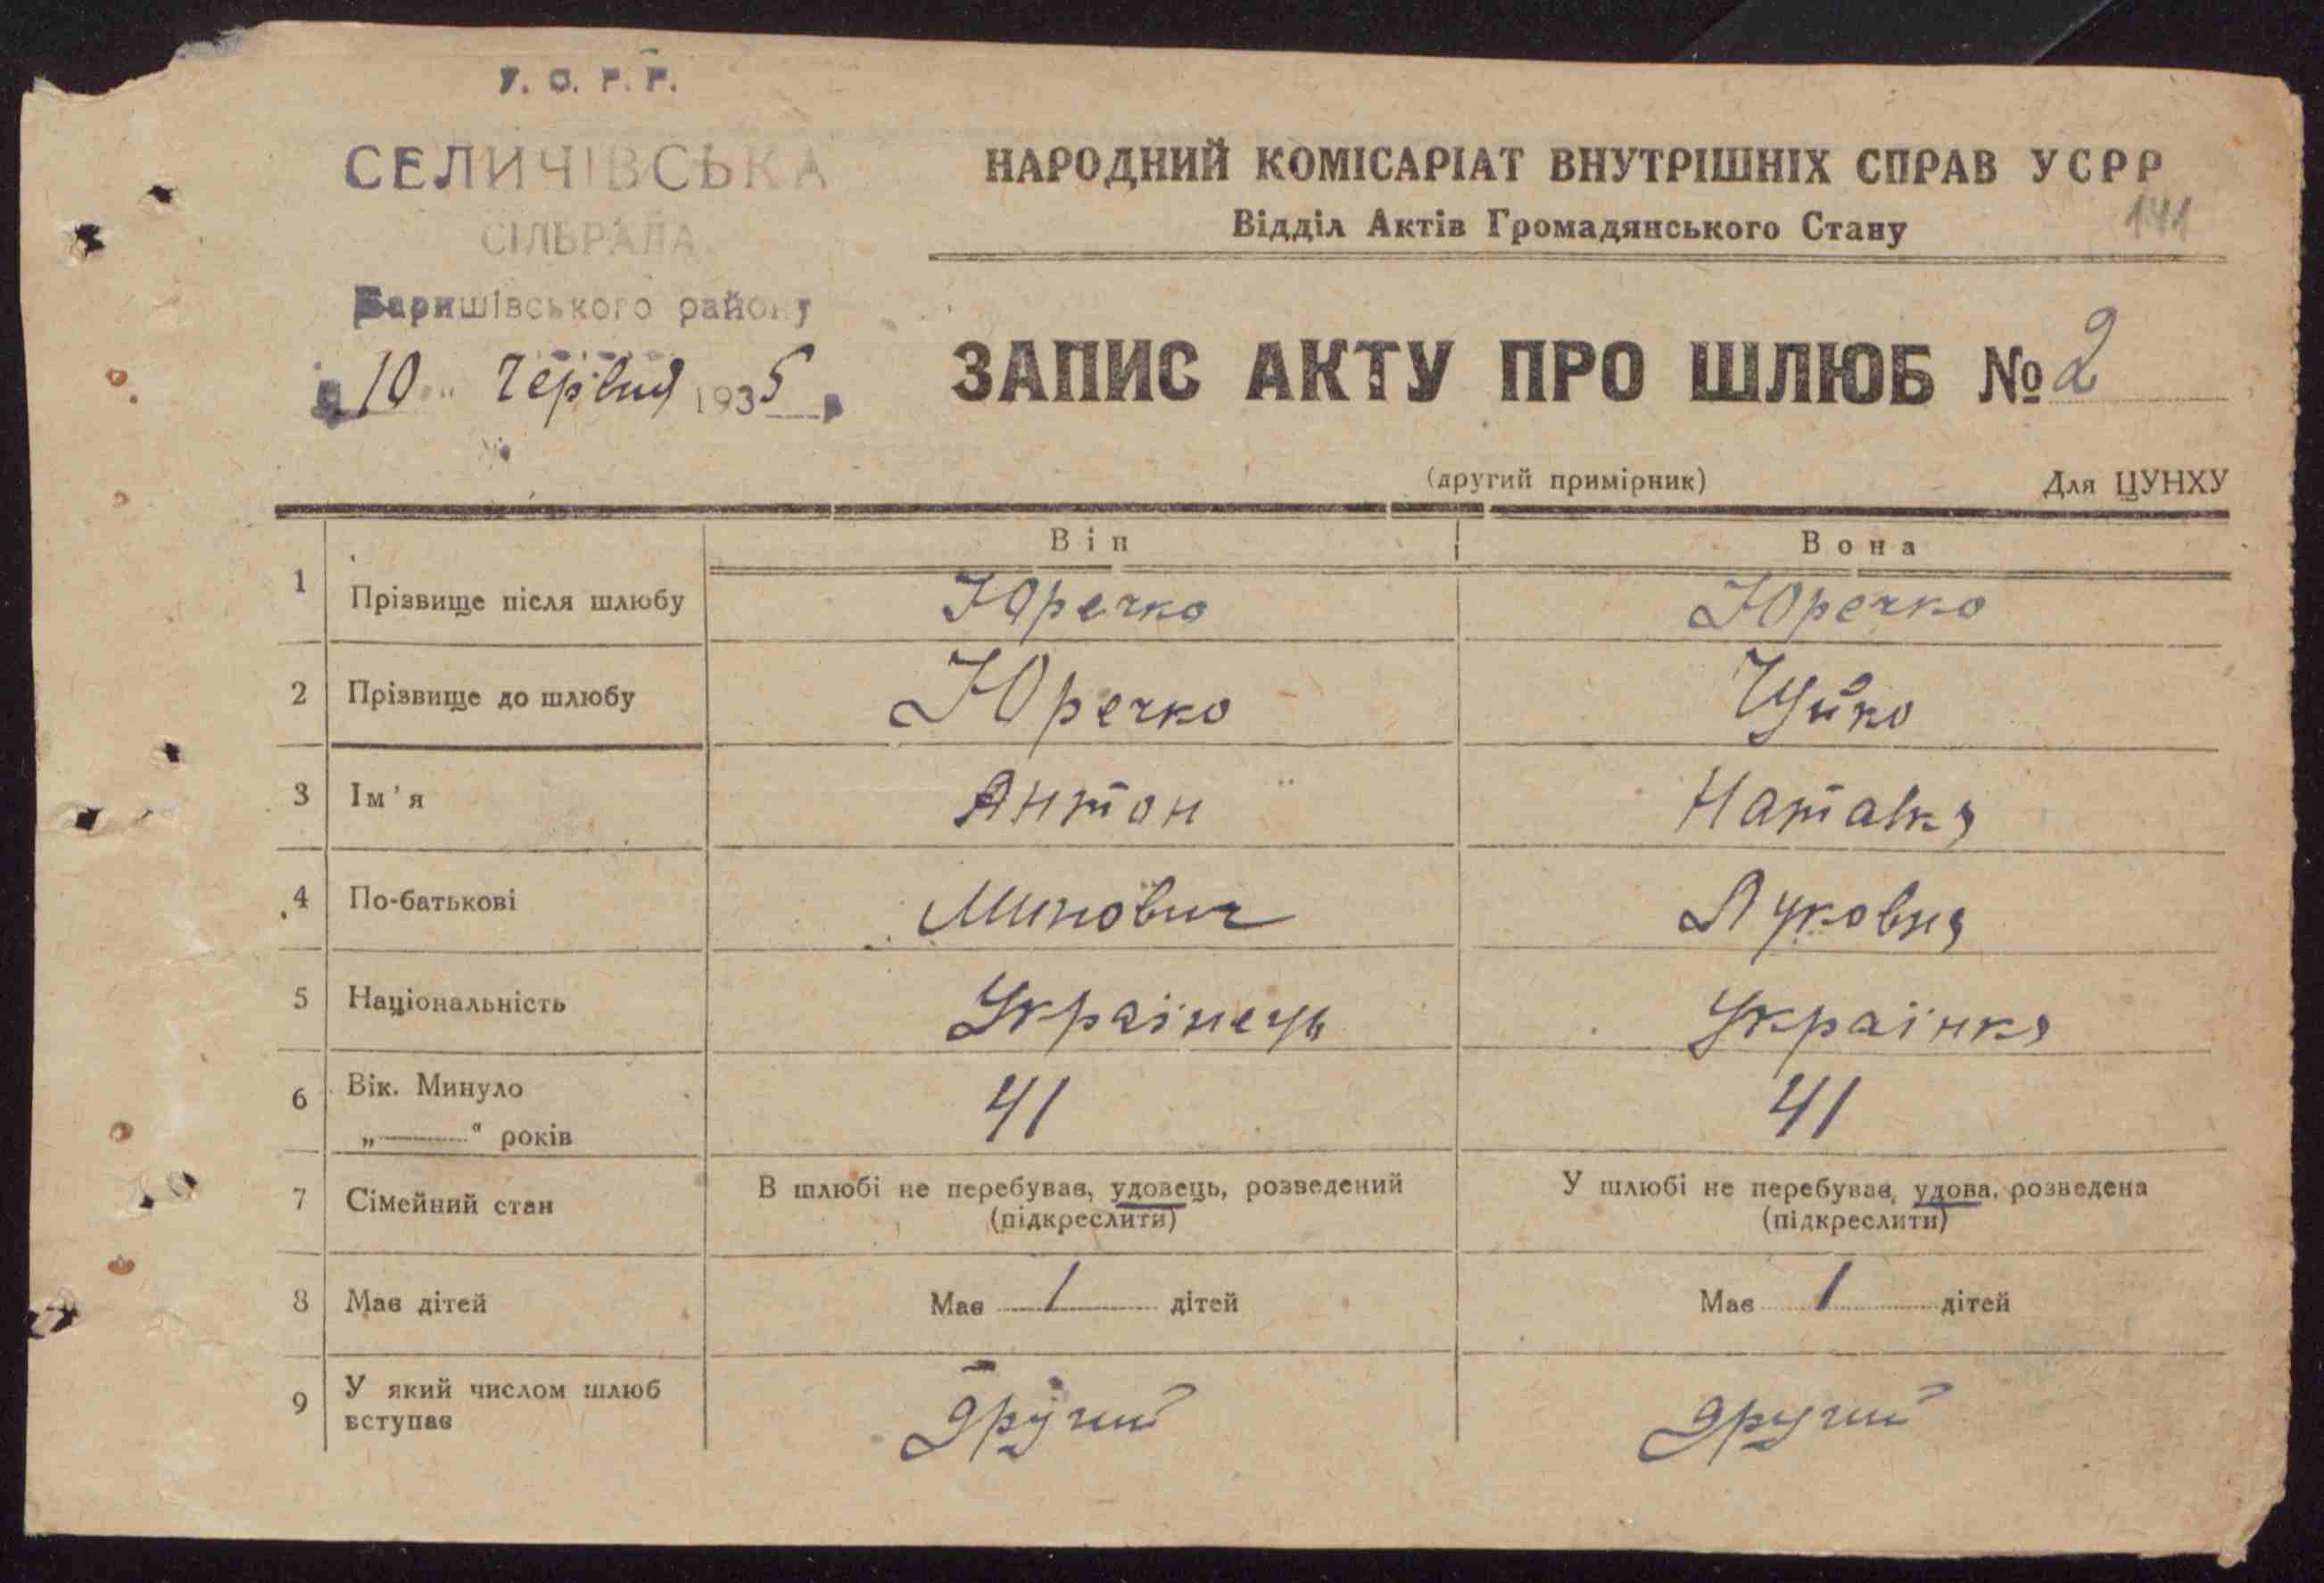 У. С. Р. Р.
СЕЛИЧІВСЬКА
СІЛЬРАДА
Баришівського району
"10" Червня 1935
НАРОДНИЙ КОМІСАРІАТ ВНУТРІШНІХ СПРАВ УСРР
Відділ Актів Громадянського Стану
141
ЗАПИС АКТУ ПРО ШЛЮБ № 2
(другий примірник) Для ЦУНХУ
Він Вона
1 Прізвище після шлюбу Юречко Юречко
2 Прізвище до шлюбу Юречко Чуйко
3 Ім'я Антон Наталка
4 По-батькові Минович Луковна
5 Національність Українець Українка
6 Вік. Минуло 41 41
„ “ років
7 Сімейний стан В шлюбі не перебував, удовець, розведений У шлюбі не перебував, удова, розведена
(підкреслити) (підкреслити)
8 Має дітей Має 1 дітей Має 1 дітей
9 У який числом шлюб другий другий
вступає